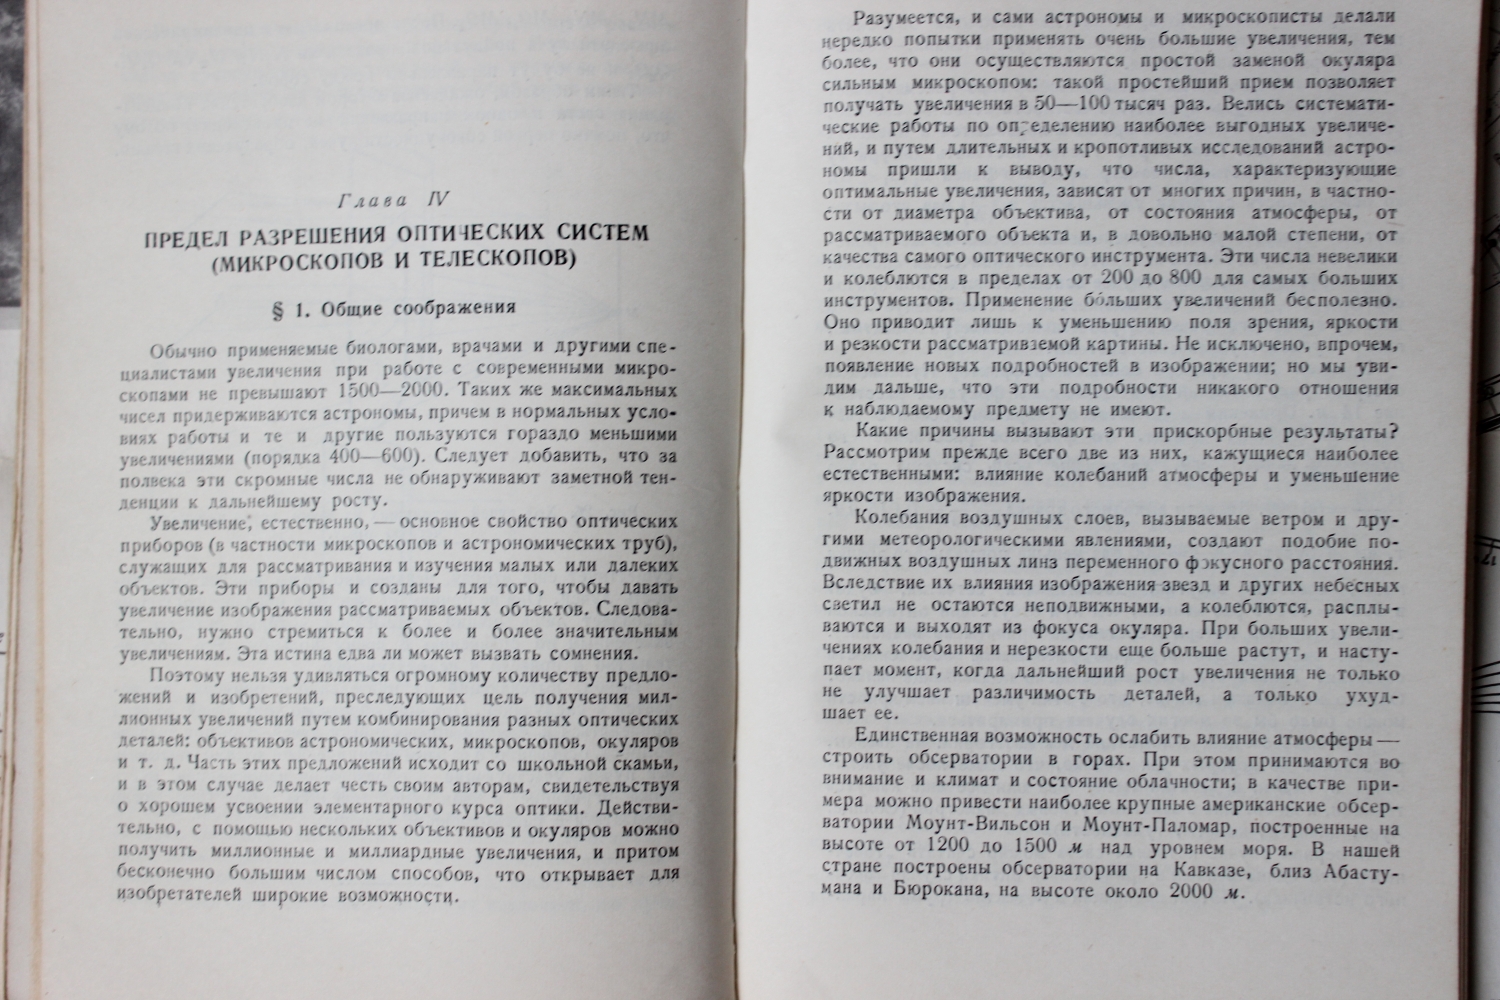 Глава IV
ПРЕДЕЛ РАЗРЕШЕНИЯ ОПТИЧЕСКИХ СИСТЕМ
(МИКРОСКОПОВ И ТЕЛЕСКОПОВ)
§ 1. Общие соображения
Обычно применяемые биологами, врачами и другими спе-
циалистами увеличения при работе с современными микро-
скопами не превышают 1500—2000. Таких же максимальных
чисел придерживаются астрономы, причем в нормальных усло-
виях работы и те и другие пользуются гораздо меньшими
увеличениями (порядка 400—600). Следует добавить, что за
полвека эти скромные числа не обнаруживают заметной тен-
денции к дальнейшему росту.
Увеличение, естественно, — основное свойство оптических
приборов (в частности микроскопов и астрономических труб),
служащих для рассматривания и изучения малых или далеких
объектов. Эти приборы и созданы для того, чтобы давать
увеличение изображения рассматриваемых объектов. Следова-
тельно, нужно стремиться к более и более значительным
увеличениям. Эта истина едва ли может вызвать сомнения.
Поэтому нельзя удивляться огромному количеству предло-
жений и изобретений, преследующих цель получения мил-
лионных увеличений путем комбинирования разных оптических
деталей: объективов астрономических, микроскопов, окуляров
и т. д. Часть этих предложений исходит со школьной скамьи,
и в этом случае делает честь своим авторам, свидетельствуя
о хорошем усвоении элементарного курса оптики. Действи-
тельно, с помощью нескольких объективов и окуляров можно
получить миллионные и миллиардные увеличения, и притом
бесконечно большим числом способов, что открывает для
изобретателей широкие возможности.
Разумеется, и сами астрономы и микроскописты делали
нередко попытки применять очень большие увеличения, тем
более, что они осуществляются простой заменой окуляра
сильным микроскопом: такой простейший прием позволяет
получать увеличения в 50—100 тысяч раз. Велись системати-
ческие работы по определению наиболее выгодных увеличе-
ний, и путем длительных и кропотливых исследований астро-
номы пришли к выводу, что числа, характеризующие
оптимальные увеличения, зависят от многих причин, в частно-
сти от диаметра объектива, от состояния атмосферы, от
рассматриваемого объекта и, в довольно малой степени, от
качества самого оптического инструмента. Эти числа невелики
и колеблются в пределах от 200 до 800 для самых больших
инструментов. Применение бо́льших увеличений бесполезно.
Оно приводит лишь к уменьшению поля зрения, яркости
и резкости рассматриваемой картины. Не исключено, впрочем,
появление новых подробностей в изображении; но мы уви-
дим дальше, что эти подробности никакого отношения
к наблюдаемому предмету не имеют.
Какие причины вызывают эти прискорбные результаты?
Рассмотрим прежде всего две из них, кажущиеся наиболее
естественными: влияние колебаний атмосферы и уменьшение
яркости изображения.
Колебания воздушных слоев, вызываемые ветром и дру-
гими метеорологическими явлениями, создают подобие по-
движных воздушных линз переменного фокусного расстояния.
Вследствие их влияния изображения звезд и других небесных
светил не остаются неподвижными, а колеблются, расплы-
ваются и выходят из фокуса окуляра. При больших увели-
чениях колебания и нерезкости еще больше растут, и насту-
пает момент, когда дальнейший рост увеличения не только
не улучшает различимость деталей, а только ухуд-
шает ее.
Единственная возможность ослабить влияние атмосферы —
строить обсерватории в горах. При этом принимаются во
внимание и климат и состояние облачности; в качестве при-
мера можно привести наиболее крупные американские обсер-
ватории Моунт-Вильсон и Моунт-Паломар, построенные на
высоте от 1200 до 1500 м над уровнем моря. В нашей
стране построены обсерватории на Кавказе, близ Абасту-
мана и Бюрокана, на высоте около 2000 м.